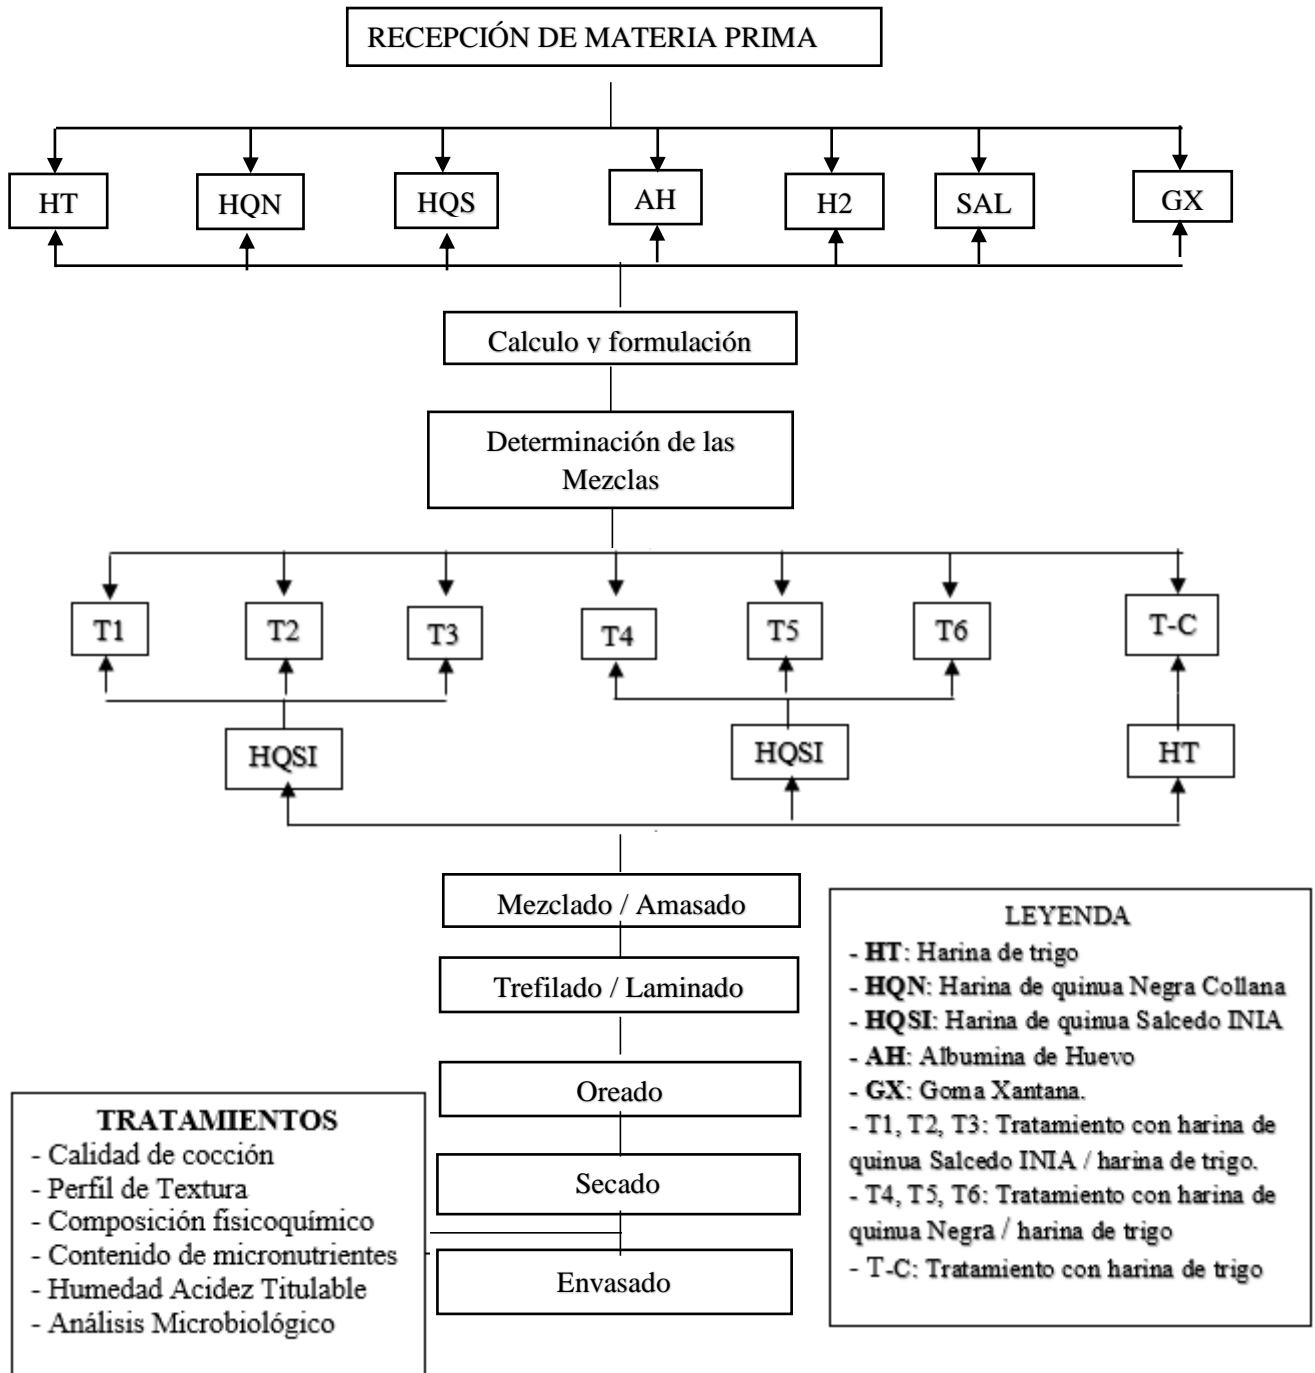 RECEPCIÓN DE MATERIA PRIMA
HT
HQN
HQS
AH
H2
SAL
GX
Calculo y formulación
Determinación de las
Mezclas
T1
T2
T3
T4
T5
T6
T-C
HQSI
HQSI
HT
Mezclado / Amasado
Trefilado / Laminado
Oreado
Secado
Envasado
TRATAMIENTOS
- Calidad de cocción
- Perfil de Textura
- Composición físicoquímico
- Contenido de micronutrientes
- Humedad Acidez Titulable
- Análisis Microbiológico
LEYENDA
- HT: Harina de trigo
- HQN: Harina de quinua Negra Collana
- HQSI: Harina de quinua Salcedo INIA
- AH: Albumina de Huevo
- GX: Goma Xantana.
- T1, T2, T3: Tratamiento con harina de
quinua Salcedo INIA / harina de trigo.
- T4, T5, T6: Tratamiento con harina de
quinua Negra / harina de trigo
- T-C: Tratamiento con harina de trigo